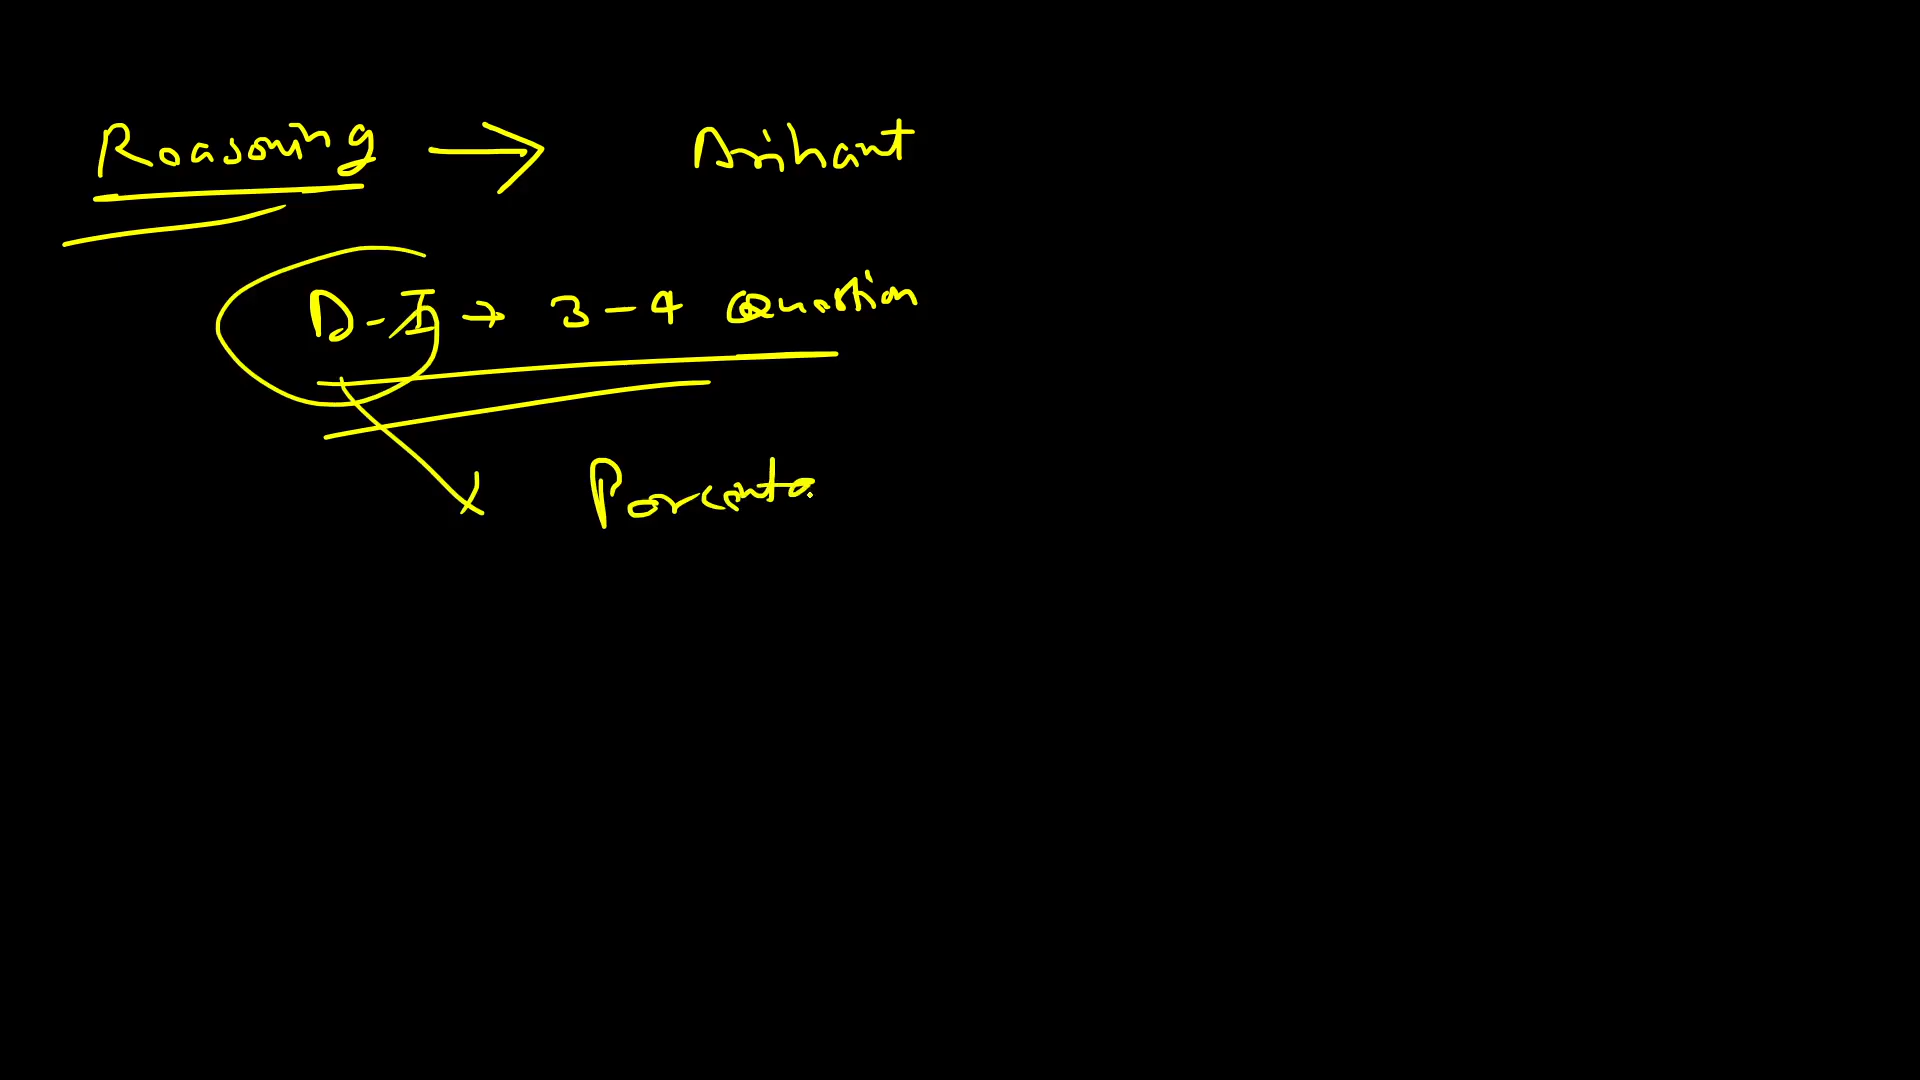 Reasoning → Arihant
D-I → 3-4 Question
Percenta